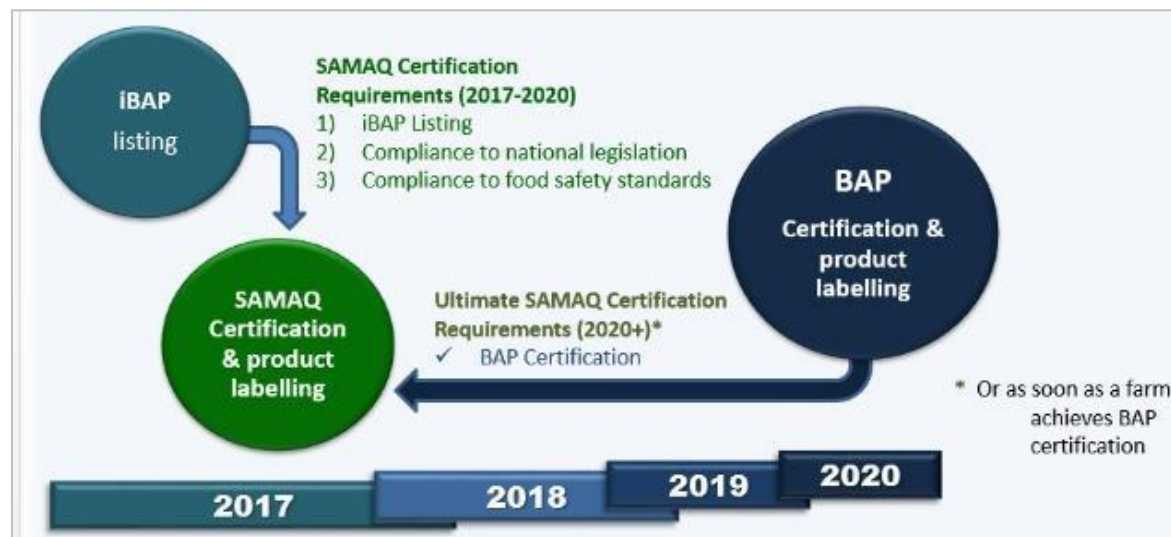 iBAP
listing
SAMAQ Certification
Requirements (2017-2020)
1) iBAP Listing
2) Compliance to national legislation
3) Compliance to food safety standards
BAP
Certification &
product
labelling
SAMAQ
Certification
& product
labelling
Ultimate SAMAQ Certification
Requirements (2020+)*
✓ BAP Certification
* Or as soon as a farm
achieves BAP
certification
2017
2018
2019
2020